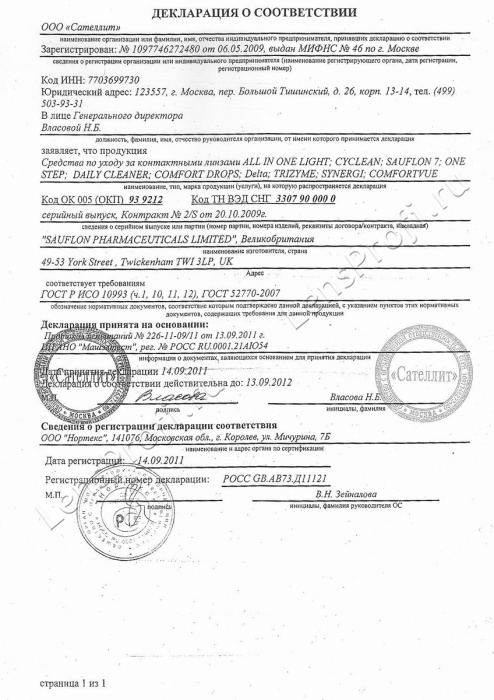 ДЕКЛАРАЦИЯ О СООТВЕТСТВИИ
ООО «Сателлит»
наименование организации или фамилии, имя, отчества индивидуального предпринимателя, принявших декларацию о соответствии
Зарегистрирован: № 1097746272480 от 06.05.2009, выдан МИФНС № 46 по г. Москве
сведения о регистрации организации или индивидуального предпринимателя (наименование регистрирующего органа, дата регистрации,
регистрационный номер)
Код ИНН: 7703699730
Юридический адрес: 123557, г. Москва, пер. Большой Тишинский, д. 26, корп. 13-14, тел. (499)
503-93-31
В лице Генерального директора
Власовой Н.Б.
должность, фамилия, имя, отчество руководителя организации, от имени которого принимается декларация
заявляет, что продукция
Средства по уходу за контактными линзами ALL IN ONE LIGHT; CYCLEAN; SAUFLON 7; ONE
STEP; DAILY CLEANER; COMFORT DROPS; Delta; TRIZYME; SYNERGI; COMFORTVUE
наименование, тип, марка продукции (услуги), на которую распространяется декларация
Код ОК 005 (ОКП) 93 9212 Код ТН ВЭД СНГ 3307 90 000 0
серийный выпуск, Контракт № 2/S от 20.10.2009г.
сведения о серийном выпуске или партии (номер партии, номера изделий, реквизиты договора/контракта, накладная)
"SAUFLON PHARMACEUTICALS LIMITED", Великобритания
наименование изготовителя, страна
49-53 York Street , Twickenham TW1 3LP, UK
Адрес
соответствует требованиям
ГОСТ Р ИСО 10993 (ч.1, 10, 11, 12), ГОСТ 52770-2007
обозначение нормативных документов, соответствие которым подтверждено данной декларацией, с указанием пунктов этих нормативных
документов, содержащих требования для данной продукции
Декларация принята на основании:
испытаний № 226-11-09/11 от 13.09.2011 г.
рег. № РОСС RU.0001.21АЮ54
информация о документах, являющихся основанием для принятия декларации
Дата принятия декларации 14.09.2011
Декларация о соответствии действительна до: 13.09.2012
М.П. Власова Власова Н.Б.
подпись инициалы, фамилия
«Сателлит»
МОСКВА
«Сателлит»
МОСКВА
Сведения о регистрации декларации соответствия
ООО "Нортекс", 141076, Московская обл., г. Королев, ул. Мичурина, 7Б
наименование и адрес органа по сертификации
Дата регистрации: 14.09.2011
Регистрационный номер декларации: РОСС GB.АВ73.Д11121
М.П. В.Н. Зейналова
подпись инициалы, фамилия руководителя ОС
LensProfi.ru
страница 1 из 1